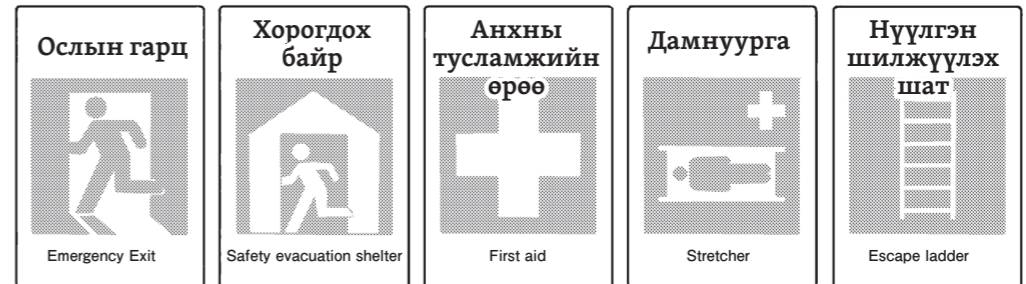 Ослын гарц
Emergency Exit
Хорогдох
байр
Safety evacuation shelter
Анхны
тусламжийн
өрөө
First aid
Дамнуурга
Stretcher
Нүүлгэн
шилжүүлэх
шат
Escape ladder